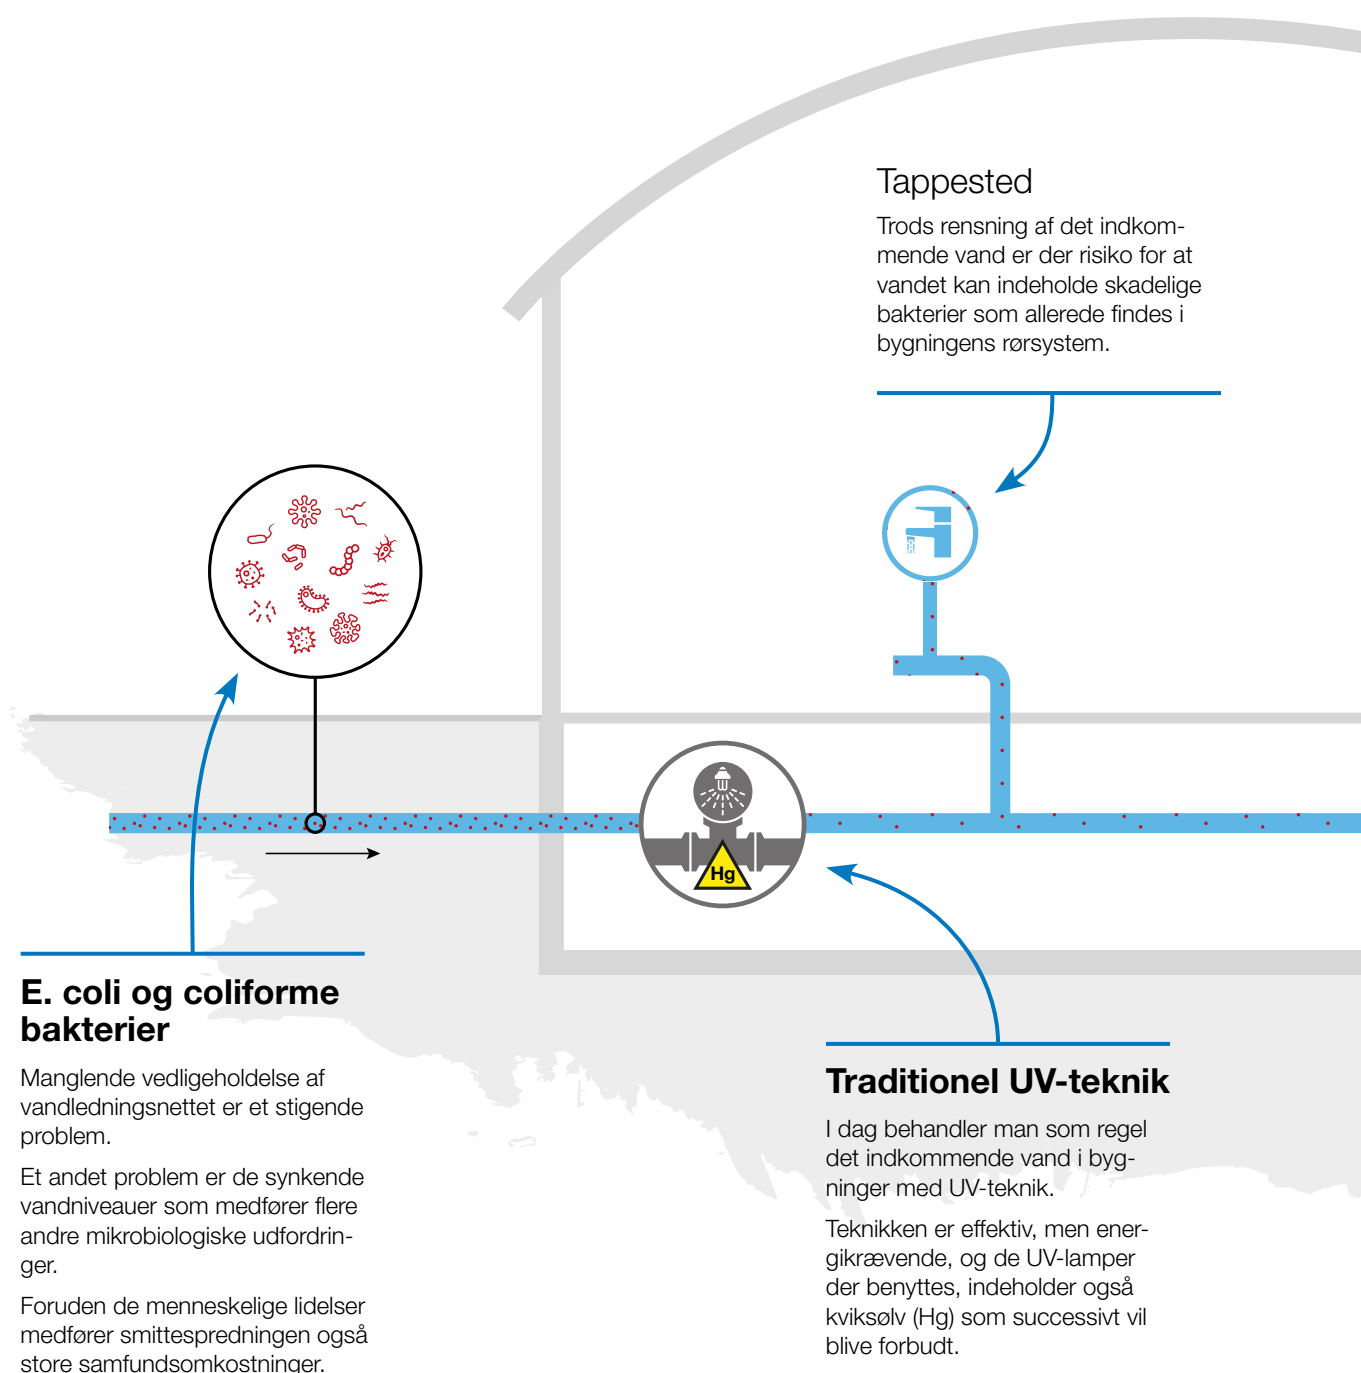 Tappested
Trods rensning af det indkom-
mende vand er der risiko for at
vandet kan indeholde skadelige
bakterier som allerede findes i
bygningens rørsystem.
Hg
E. coli og coliforme
bakterier
Manglende vedligeholdelse af
vandledningsnettet er et stigende
problem.
Et andet problem er de synkende
vandniveauer som medfører flere
andre mikrobiologiske udfordrin-
ger.
Foruden de menneskelige lidelser
medfører smittespredningen også
store samfundsomkostninger.
Traditionel UV-teknik
I dag behandler man som regel
det indkommende vand i byg-
ninger med UV-teknik.
Teknikken er effektiv, men ener-
gikrævende, og de UV-lamper
der benyttes, indeholder også
kviksølv (Hg) som successivt vil
blive forbudt.